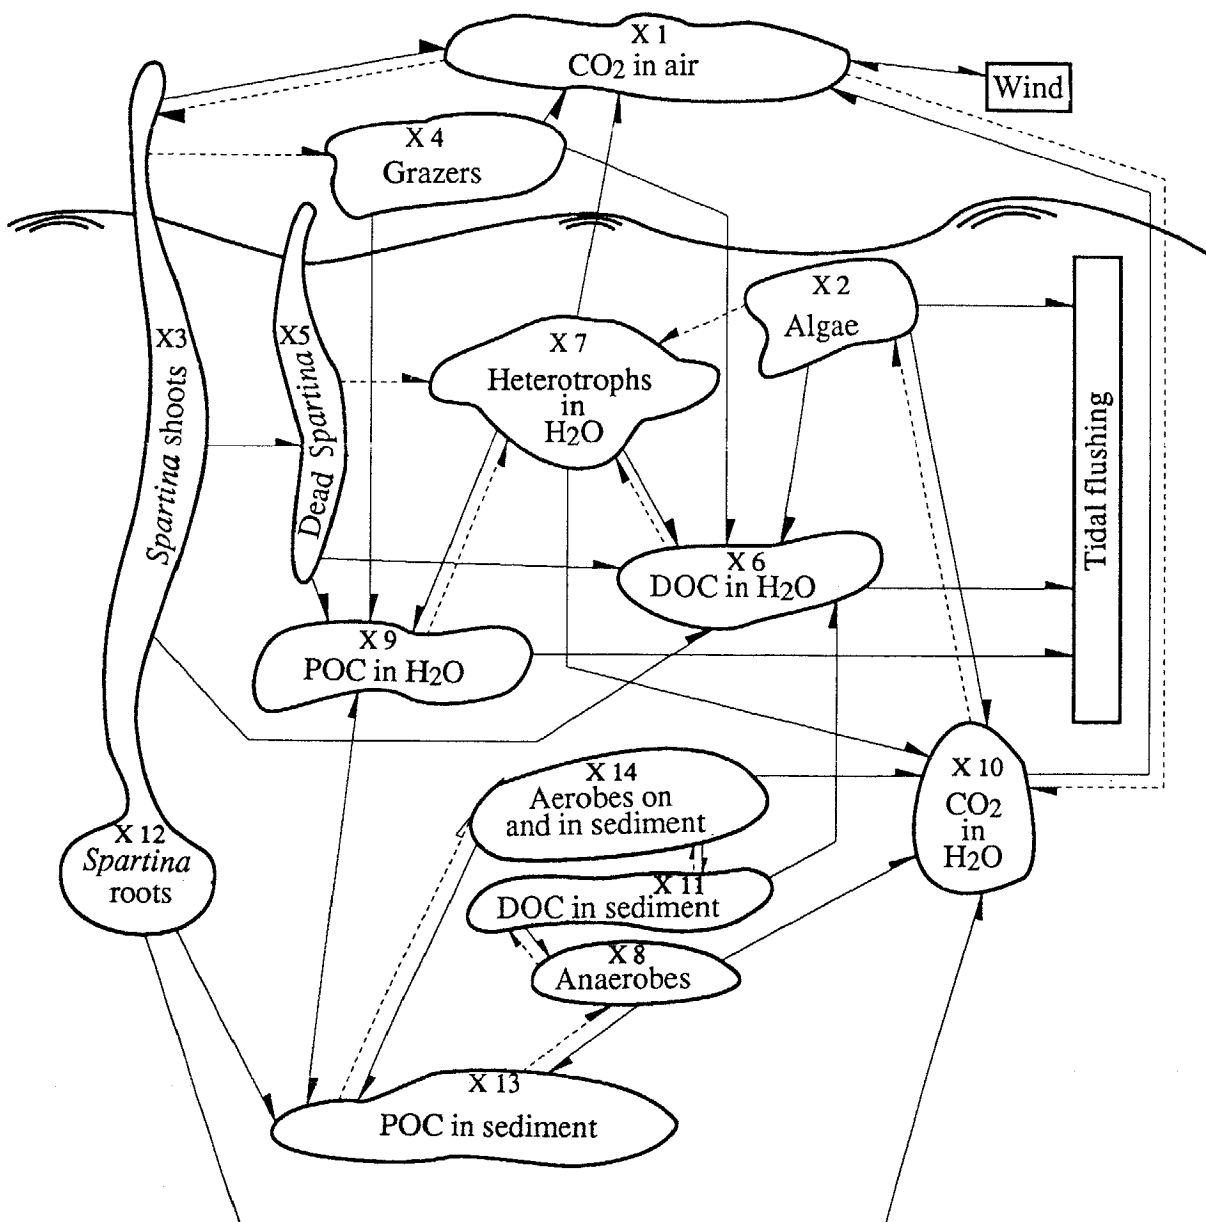 X 1
CO2 in air
Wind
X 4
Grazers
X3
Spartina shoots
X5
Dead Spartina
X 7
Heterotrophs
in
H2O
X 2
Algae
Tidal flushing
X 6
DOC in H2O
X 9
POC in H2O
X 10
CO2
in
H2O
X 14
Aerobes on
and in sediment
X 12
Spartina
roots
X 11
DOC in sediment
X 8
Anaerobes
X 13
POC in sediment